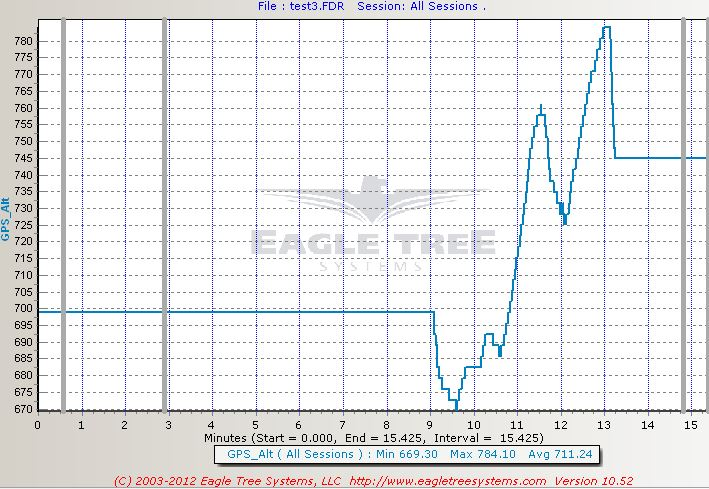 File : test3.FDR Session: All Sessions .
780
775
770
765
760
755
750
745
740
735
730
725
720
715
710
705
700
695
690
685
680
675
670
GPS_Alt
EAGLE TREE
SYSTEMS
0 1 2 3 4 5 6 7 8 9 10 11 12 13 14 15
Minutes (Start = 0.000, End = 15.425, Interval = 15.425)
GPS_Alt ( All Sessions ) : Min 669.30 Max 784.10 Avg 711.24
(C) 2003-2012 Eagle Tree Systems, LLC http://www.eagletreesystems.com Version 10.52